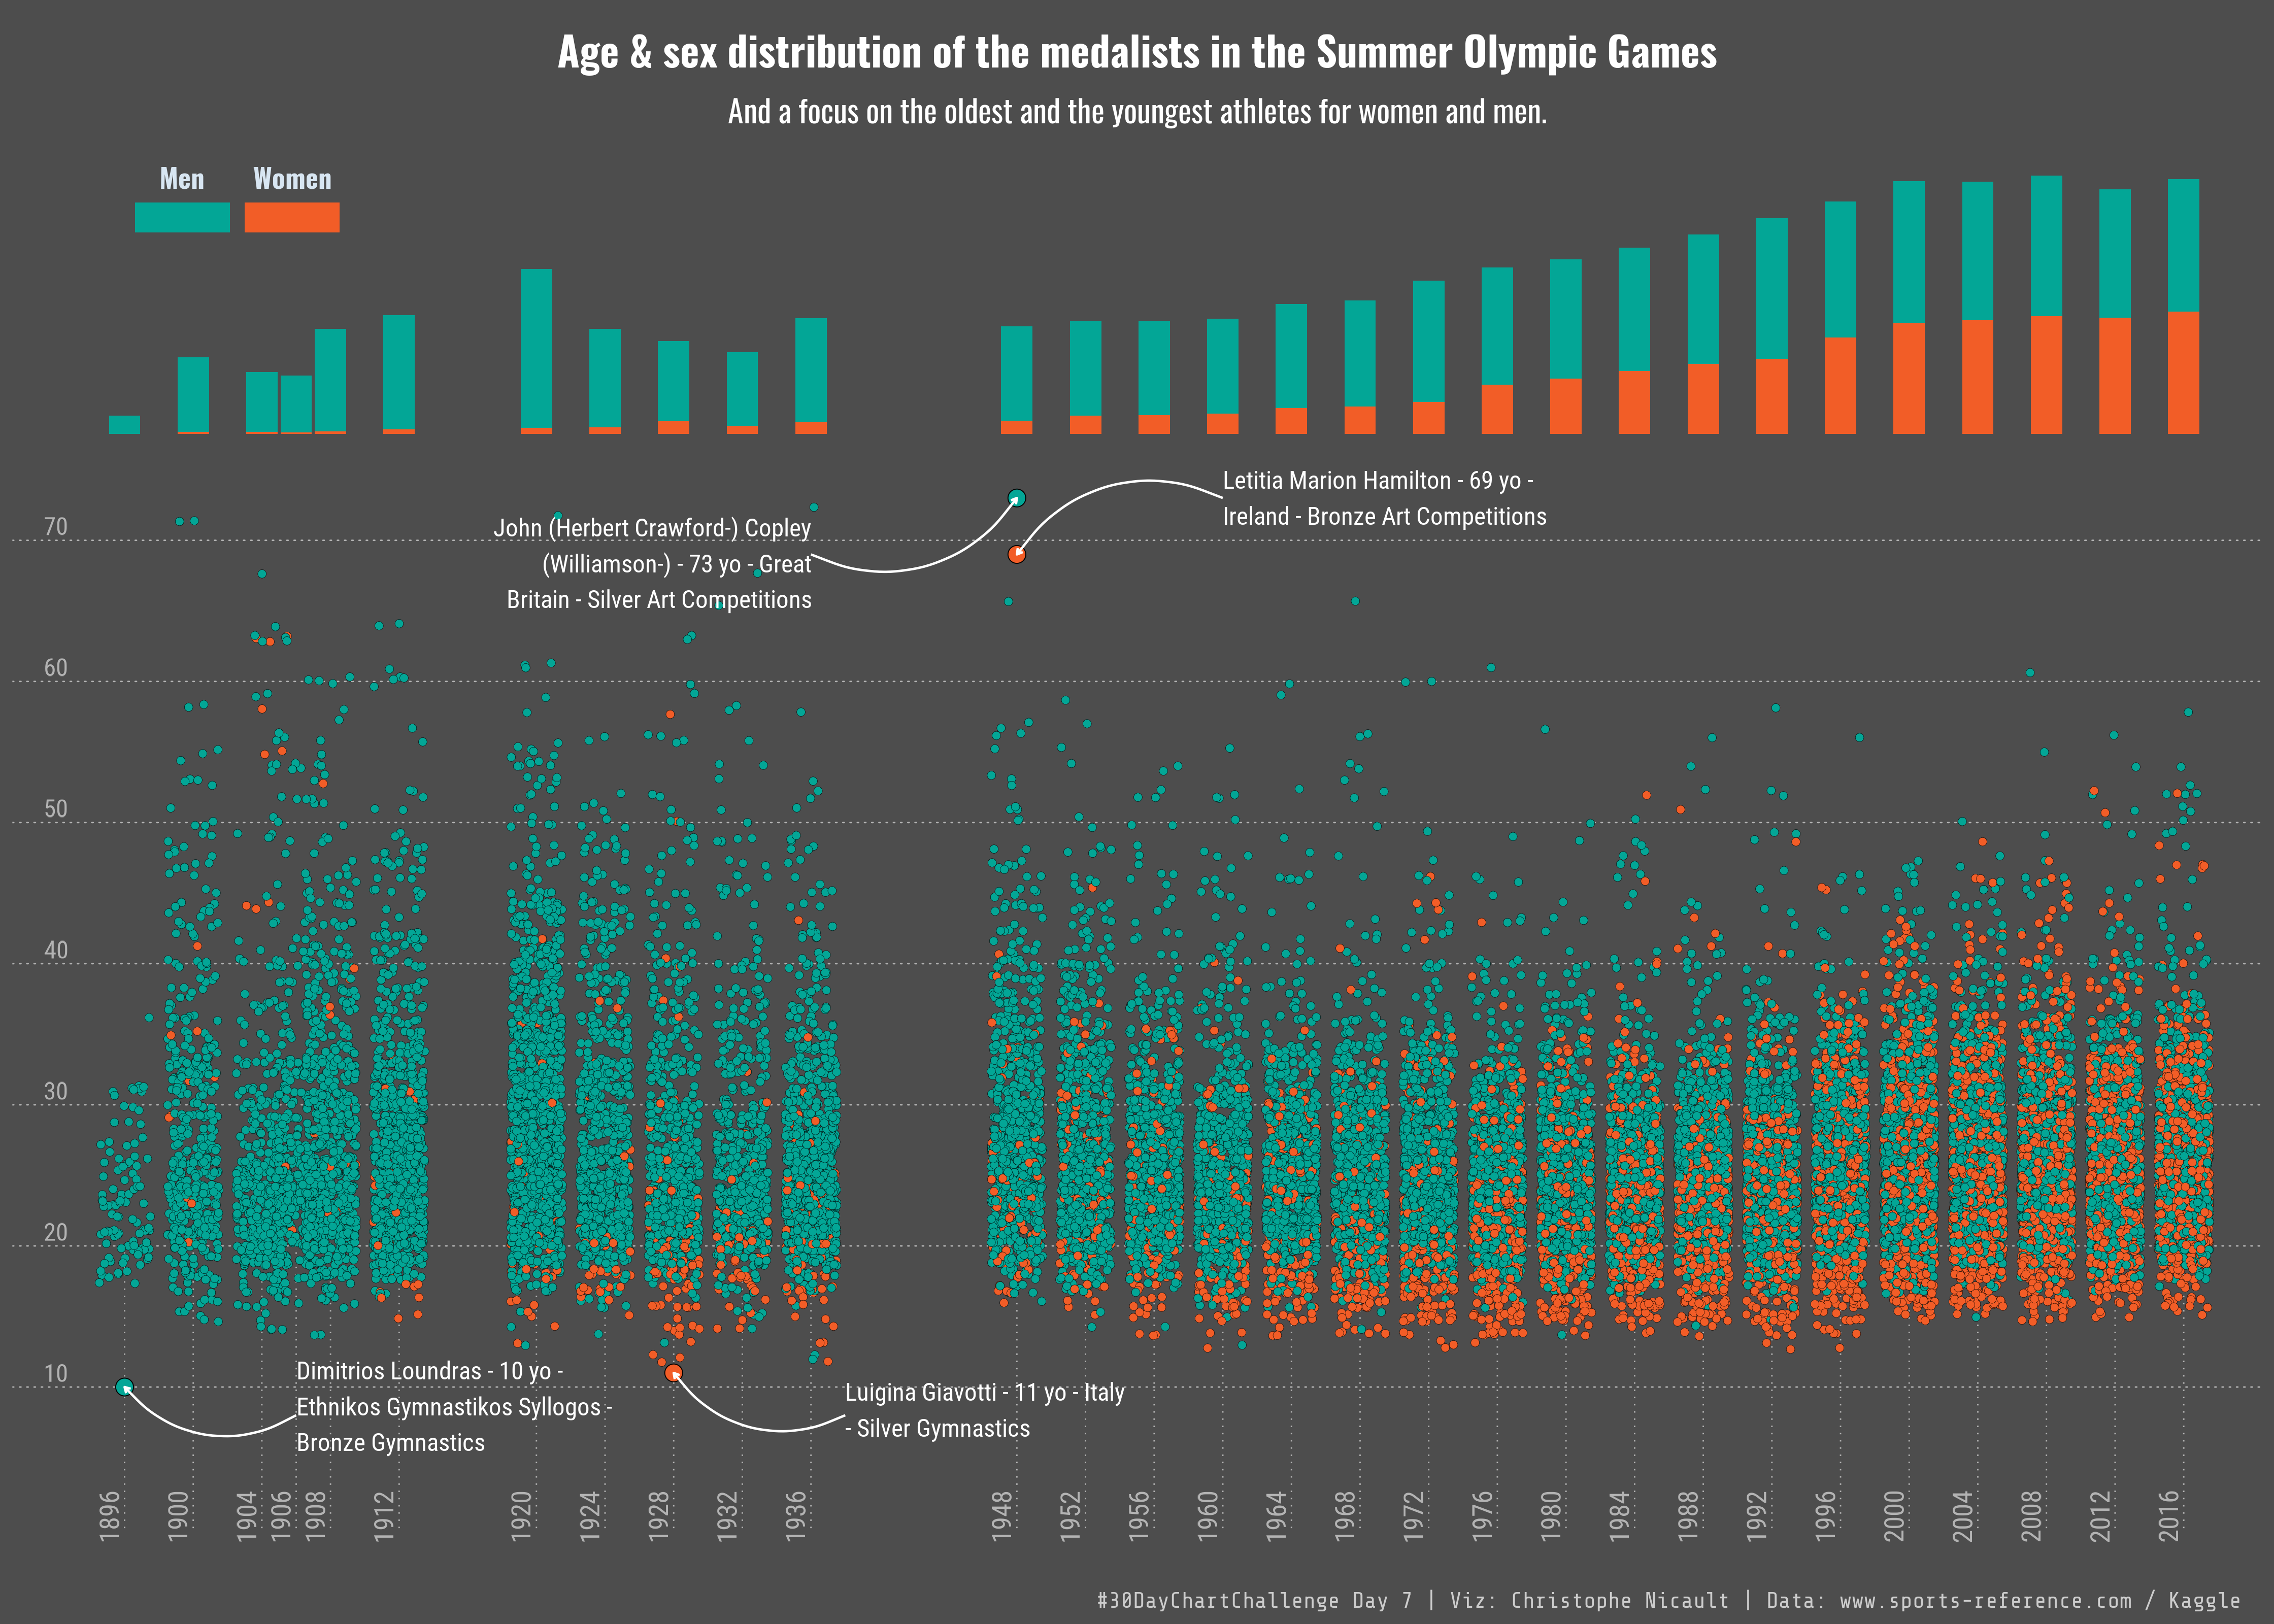 Age & sex distribution of the medalists in the Summer Olympic Games
And a focus on the oldest and the youngest athletes for women and men.
Men
Women
Letitia Marion Hamilton - 69 yo -
Ireland - Bronze Art Competitions
John (Herbert Crawford-) Copley
(Williamson-) - 73 yo - Great
Britain - Silver Art Competitions
70
60
50
40
30
20
10
Dimitrios Loundras - 10 yo -
Ethnikos Gymnastikos Syllogos -
Bronze Gymnastics
Luigina Giavotti - 11 yo - Italy
- Silver Gymnastics
1896
1900
1904
1906
1908
1912
1920
1924
1928
1932
1936
1948
1952
1956
1960
1964
1968
1972
1976
1980
1984
1988
1992
1996
2000
2004
2008
2012
2016
#30DayChartChallenge Day 7 | Viz: Christophe Nicault | Data: www.sports-reference.com / Kaggle